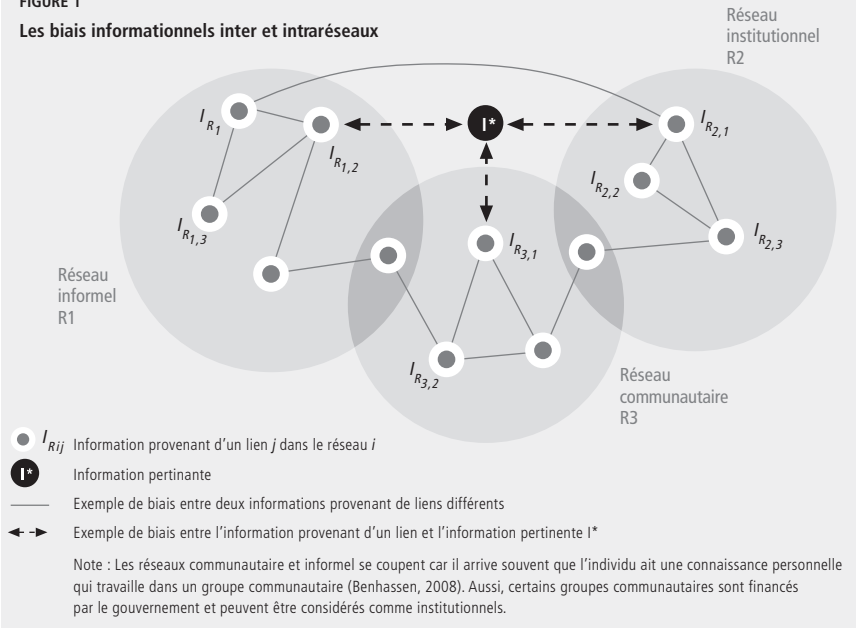 FIGURE 1
Les biais informationnels inter et intraréseaux
Réseau
institutionnel
R2
I R1
I R1,2
I R1,3
I*
I R2,1
I R2,2
I R2,3
I R3,1
I R3,2
Réseau
informel
R1
Réseau
communautaire
R3
I Rij Information provenant d'un lien j dans le réseau i
I* Information pertinante
Exemple de biais entre deux informations provenant de liens différents
Exemple de biais entre l'information provenant d'un lien et l'information pertinente I*
Note : Les réseaux communautaire et informel se coupent car il arrive souvent que l'individu ait une connaissance personnelle
qui travaille dans un groupe communautaire (Benhassen, 2008). Aussi, certains groupes communautaires sont financés
par le gouvernement et peuvent être considérés comme institutionnels.